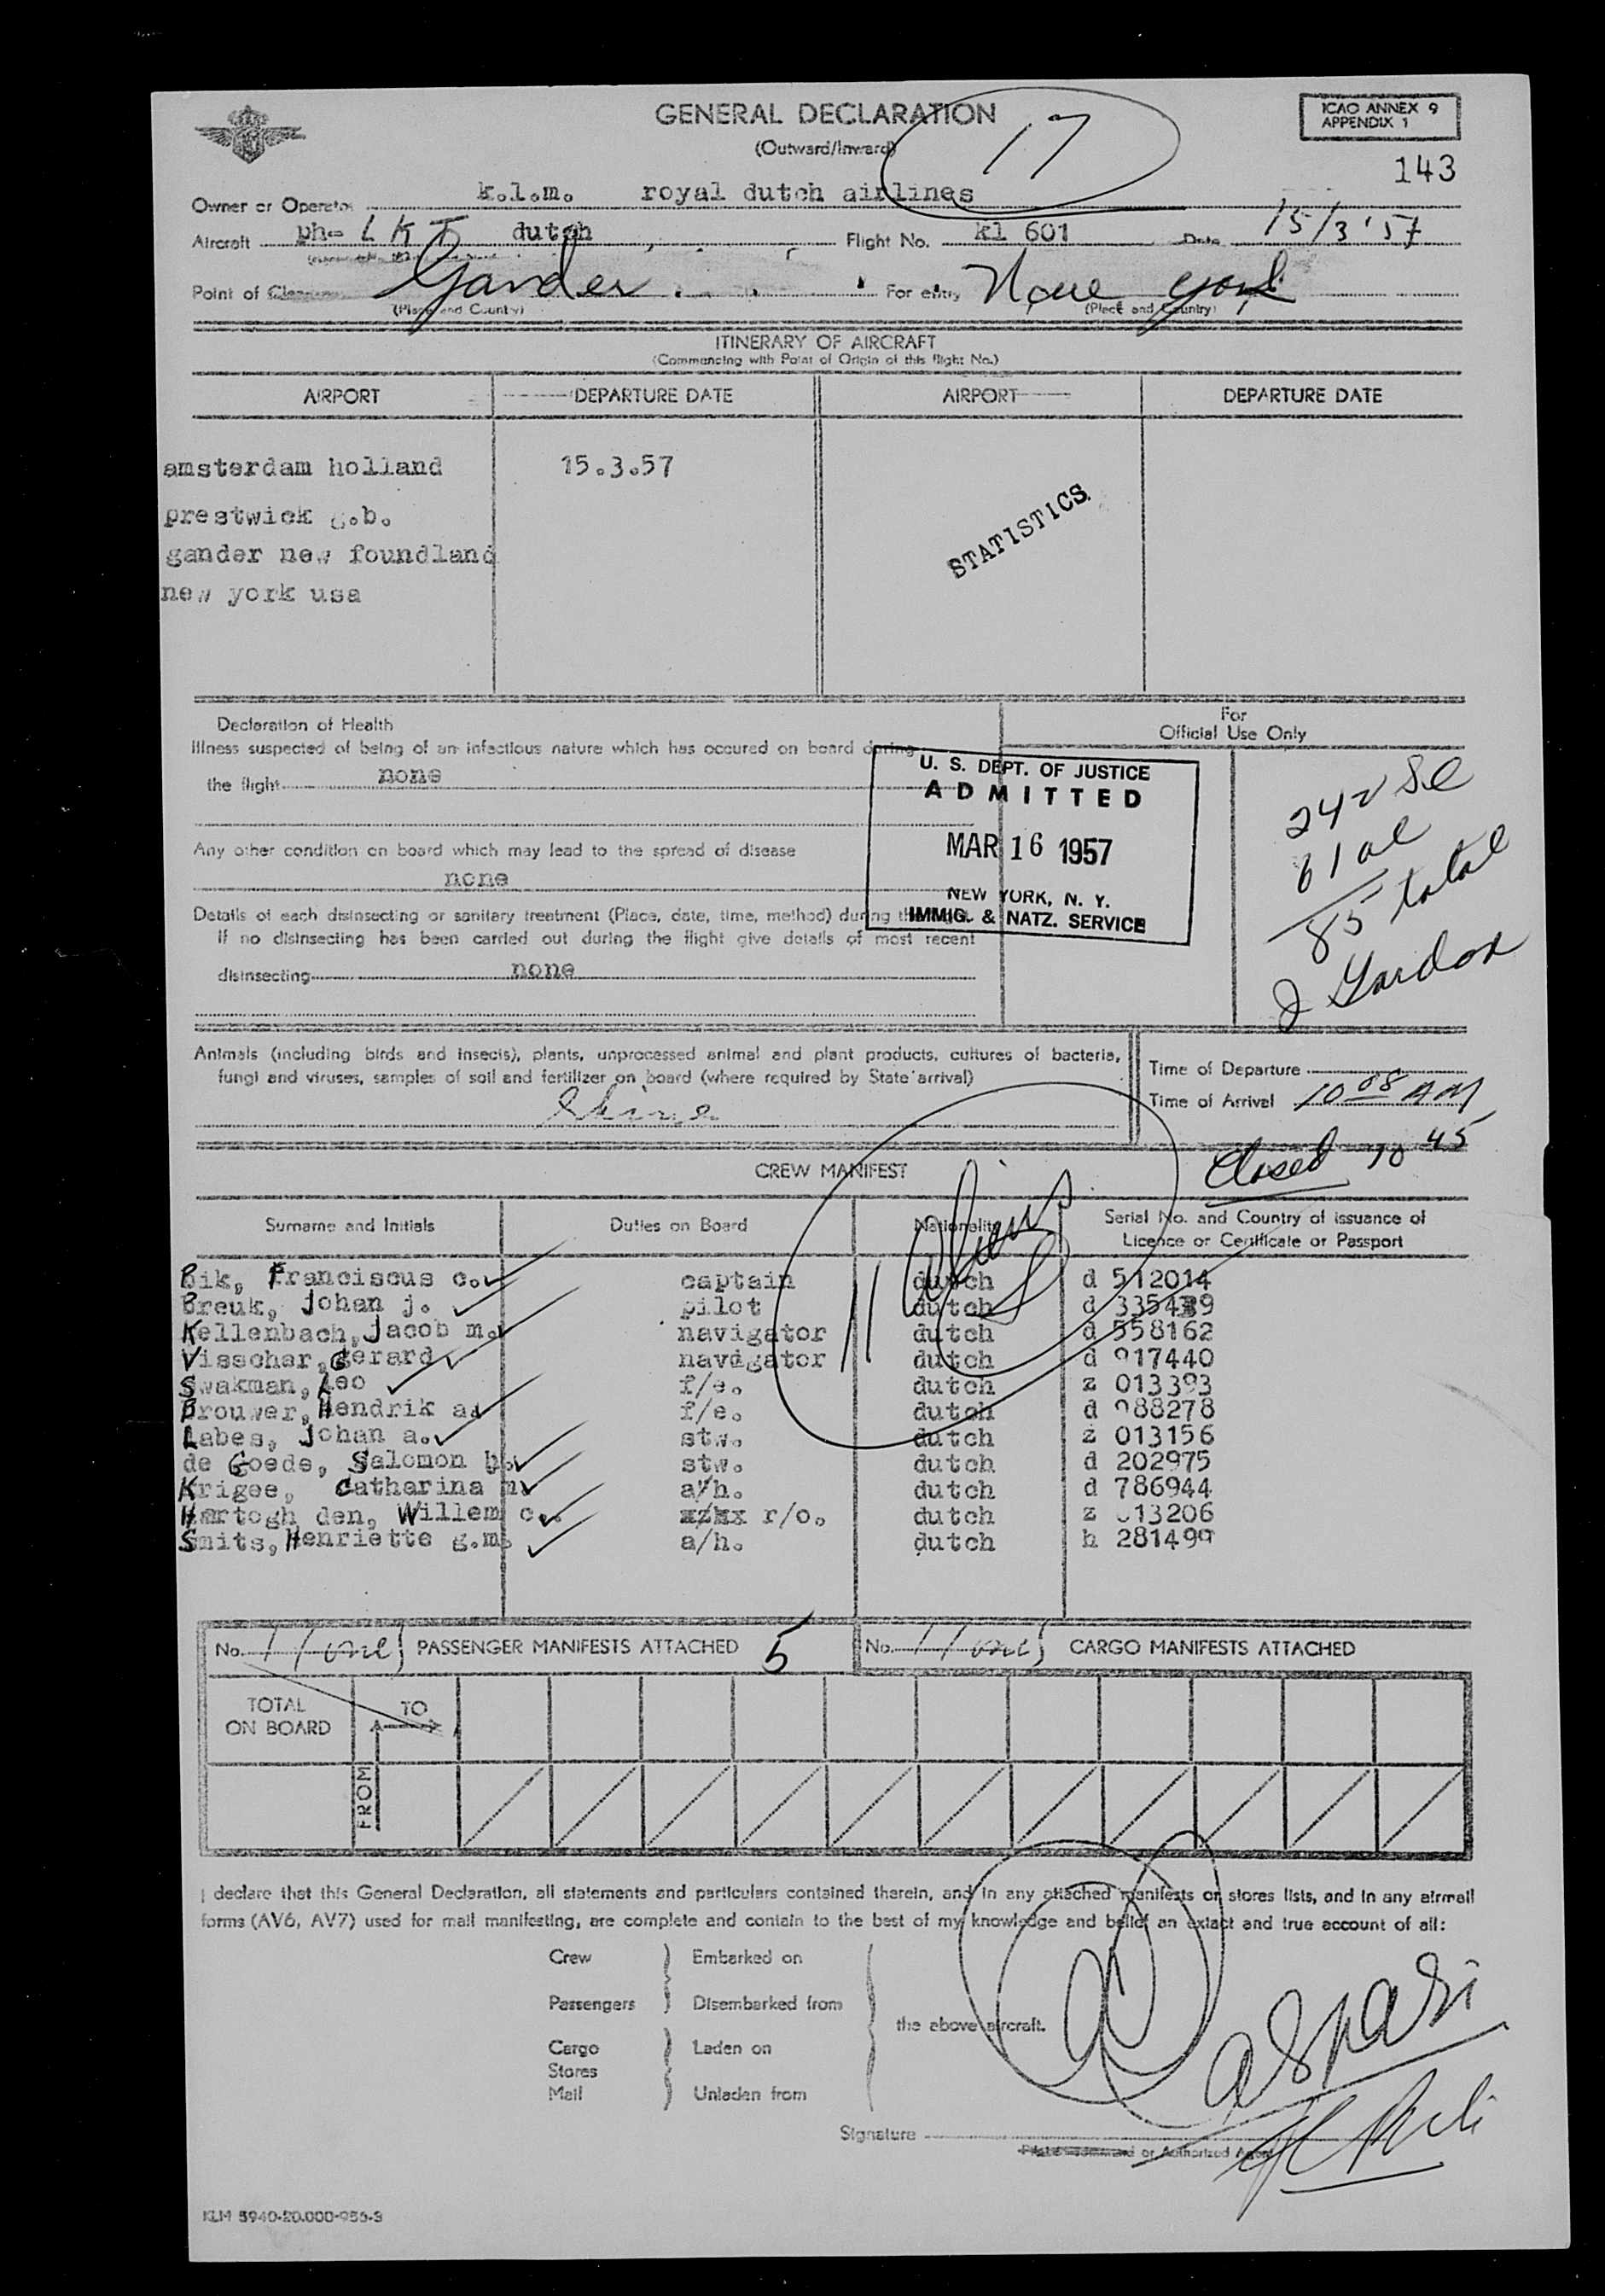 GENERAL DECLARATION
(Outward/Inward)
17
ICAO ANNEX 9
APPENDIX 1
143
Owner or Operator k.l.m. royal dutch airlines
Aircraft ph- LKT dutch Flight No. kl 601 Date 15/3'57
Point of Gander For entry New York
(Place and Country) (Place and Country)
ITINERARY OF AIRCRAFT
(Commencing with Point of Origin of this flight No.)
AIRPORT DEPARTURE DATE AIRPORT DEPARTURE DATE
amsterdam holland 15.3.57
prestwick g.b.
gander new foundland
new york usa
STATISTICS
Declaration of Health
Illness suspected of being of an infectious nature which has occured on board during
the flight none
Any other condition on board which may lead to the spread of disease
none
Details of each disinsecting or sanitary treatment (Place, date, time, method) during
If no disinsecting has been carried out during the flight give details of most recent
disinsecting none
U. S. DEPT. OF JUSTICE
ADMITTED
MAR 16 1957
NEW YORK, N. Y.
IMMIG. & NATZ. SERVICE
For
Official Use Only
61 al
85 total
Animals (including birds and insects), plants, unprocessed animal and plant products, cultures of bacteria,
fungi and viruses, samples of soil and fertilizer on board (where required by State arrival)
Time of Departure
Time of Arrival 10 08 AM
Closed 10 45
CREW MANIFEST
Surname and Initials Duties on Board Nationality Serial No. and Country of issuance of
Licence or Certificate or Passport
Bik, Franciscus c. captain dutch d 512014
Breuk, Johan j. pilot dutch d
Kellenbach, Jacob m. navigator dutch d 558162
Visschar, Gerard navigator dutch d 917440
Swakman, Leo f/e. dutch z 013393
Brouwer, Hendrik a. f/e. dutch d 988278
Labes, Johan a. stw. dutch z 013156
de Goede, Salomon stw. dutch d 202975
Krigee, Catharina a/h. dutch d 786944
Hartogh den, Willem c. r/o. dutch z 013206
Smits, Henriette g.m. a/h. dutch h 281499
No. PASSENGER MANIFESTS ATTACHED 5 No. CARGO MANIFESTS ATTACHED
TOTAL
ON BOARD
TO
FROM
I declare that this General Declaration, all statements and particulars contained therein, and in any attached manifests or stores lists, and in any airmail
forms (AV6, AV7) used for mail manifesting, are complete and contain to the best of my knowledge and belief an extact and true account of all:
Crew Embarked on
Passengers Disembarked from
the above aircraft.
Cargo Laden on
Stores
Mail Unladen from
Signature
or Authorized Agent
KLM 5940-20.000-956-3